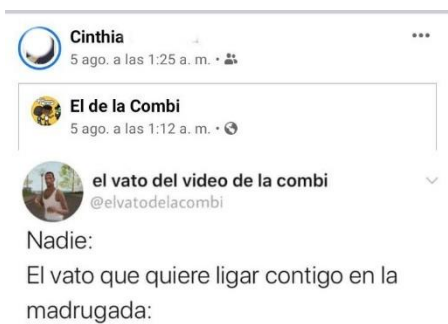 Cinthia
5 ago. a las 1:25 a. m. •
El de la Combi
5 ago. a las 1:12 a. m. •
el vato del video de la combi
@elvatodelacombi
Nadie:
El vato que quiere ligar contigo en la
madrugada: